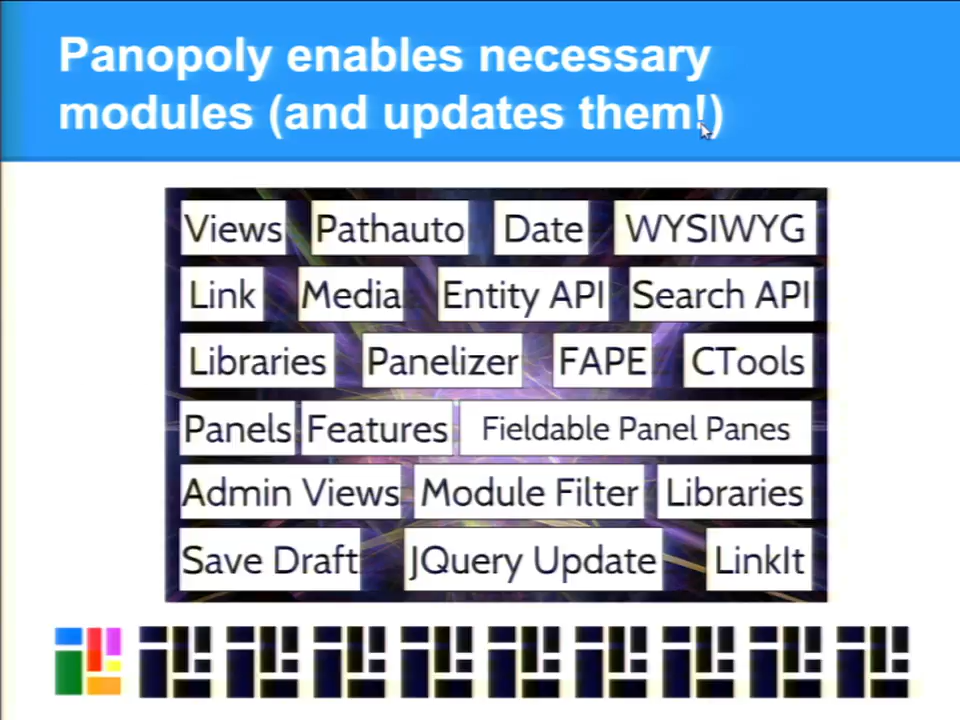 Panopoly enables necessary
modules (and updates them!)
Views Pathauto Date WYSIWYG
Link Media Entity API Search API
Libraries Panelizer FAPE CTools
Panels Features Fieldable Panel Panes
Admin Views Module Filter Libraries
Save Draft JQuery Update LinkIt